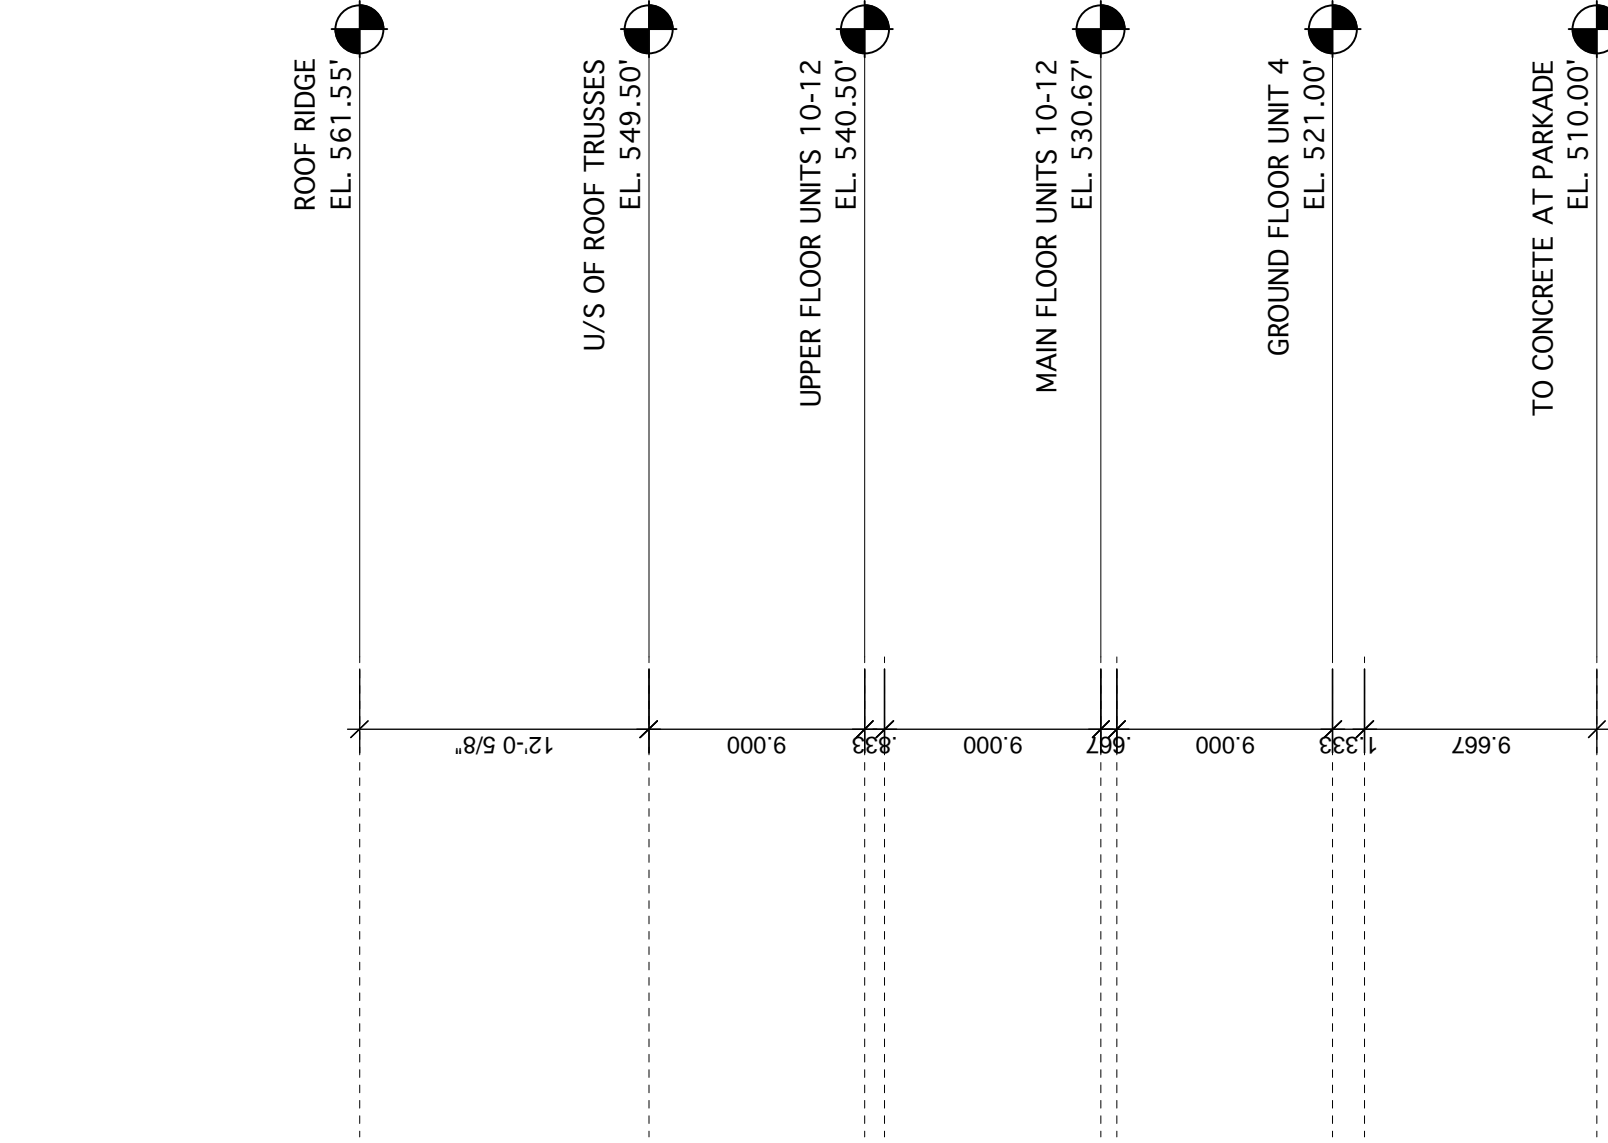 ROOF RIDGE
EL. 561.55'
U/S OF ROOF TRUSSES
EL. 549.50'
UPPER FLOOR UNITS 10-12
EL. 540.50'
MAIN FLOOR UNITS 10-12
EL. 530.67'
GROUND FLOOR UNIT 4
EL. 521.00'
TO CONCRETE AT PARKADE
EL. 510.00'
12'-0 5/8"
9.000
.833
9.000
.667
9.000
1.333
9.667